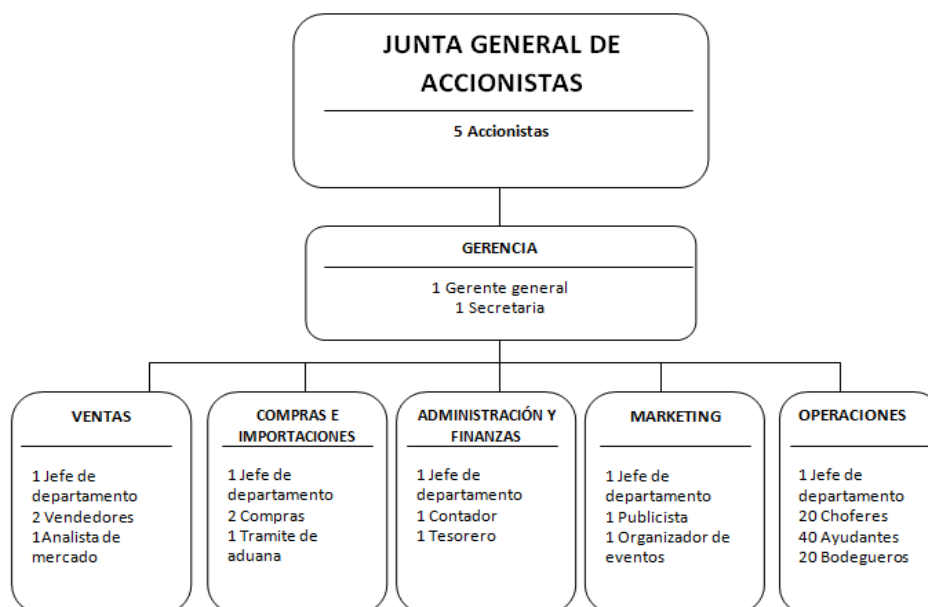 JUNTA GENERAL DE
ACCIONISTAS
5 Accionistas
GERENCIA
1 Gerente general
1 Secretaria
VENTAS
1 Jefe de
departamento
2 Vendedores
1Analista de
mercado
COMPRAS E
IMPORTACIONES
1 Jefe de
departamento
2 Compras
1 Tramite de
aduana
ADMINISTRACIÓN Y
FINANZAS
1 Jefe de
departamento
1 Contador
1 Tesorero
MARKETING
1 Jefe de
departamento
1 Publicista
1 Organizador de
eventos
OPERACIONES
1 Jefe de
departamento
20 Choferes
40 Ayudantes
20 Bodegueros